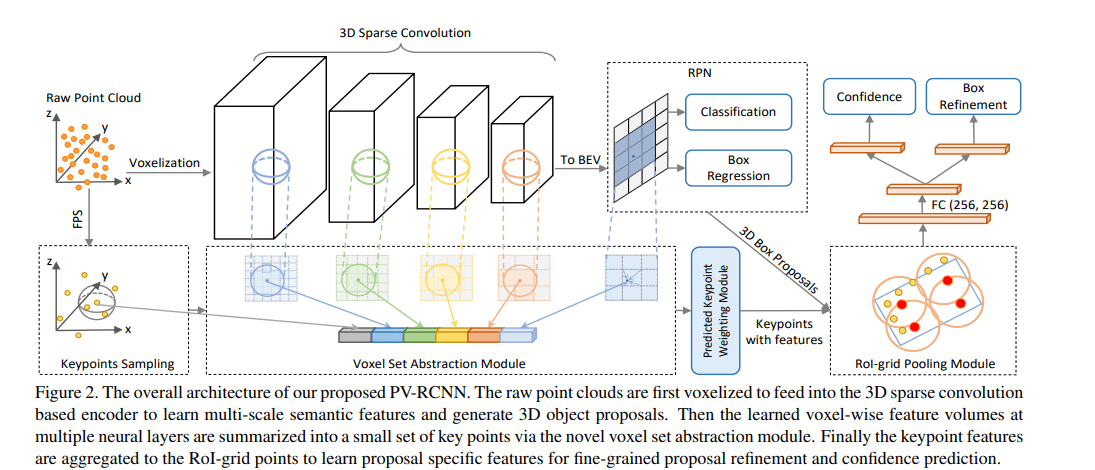 3D Sparse Convolution
RPN
Raw Point Cloud
z
y
x
Voxelization
To BEV
Classification
Box
Regression
Confidence
Box
Refinement
FC (256, 256)
FPS
3D Box Proposals
z
y
x
Keypoints Sampling
Voxel Set Abstraction Module
Predicted Keypoint
Weighting Module
Keypoints
with features
RoI-grid Pooling Module
Figure 2. The overall architecture of our proposed PV-RCNN. The raw point clouds are first voxelized to feed into the 3D sparse convolution
based encoder to learn multi-scale semantic features and generate 3D object proposals. Then the learned voxel-wise feature volumes at
multiple neural layers are summarized into a small set of key points via the novel voxel set abstraction module. Finally the keypoint features
are aggregated to the RoI-grid points to learn proposal specific features for fine-grained proposal refinement and confidence prediction.